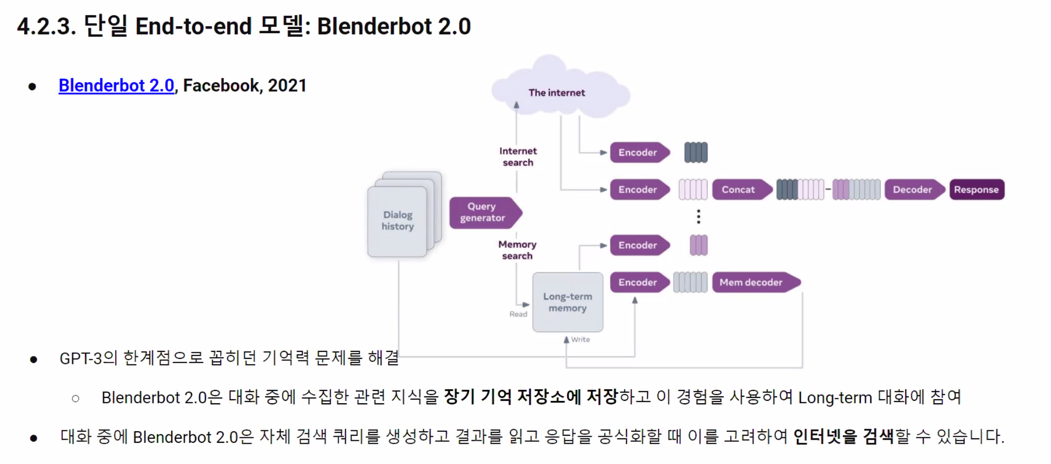 4.2.3. 단일 End-to-end 모델: Blenderbot 2.0
● Blenderbot 2.0, Facebook, 2021
The internet
Internet
search
Encoder
Encoder
Concat
Decoder
Response
Dialog
history
Query
generator
Memory
search
Encoder
Encoder
Mem decoder
Long-term
memory
Read
Write
● GPT-3의 한계점으로 꼽히던 기억력 문제를 해결
○ Blenderbot 2.0은 대화 중에 수집한 관련 지식을 장기 기억 저장소에 저장하고 이 경험을 사용하여 Long-term 대화에 참여
● 대화 중에 Blenderbot 2.0은 자체 검색 쿼리를 생성하고 결과를 읽고 응답을 공식화할 때 이를 고려하여 인터넷을 검색할 수 있습니다.